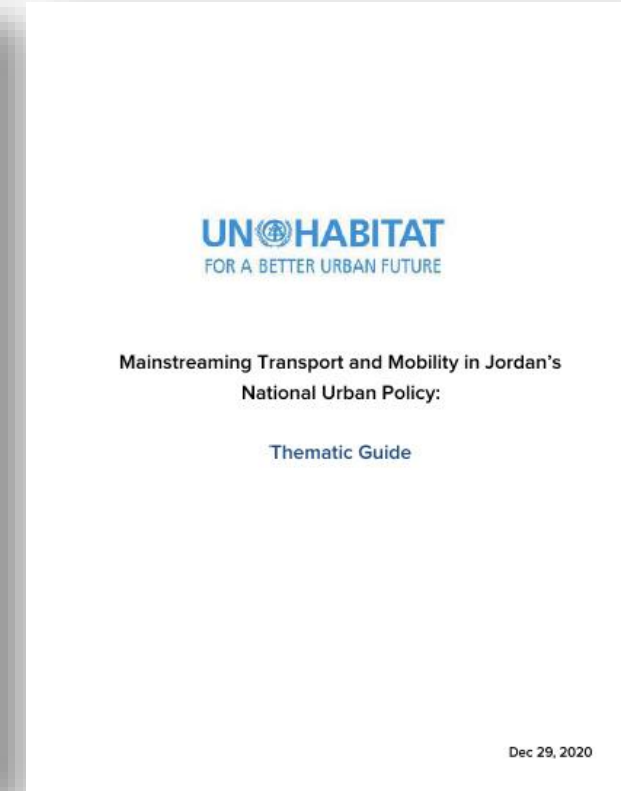 UN HABITAT
FOR A BETTER URBAN FUTURE
Mainstreaming Transport and Mobility in Jordan's
National Urban Policy:
Thematic Guide
Dec 29, 2020